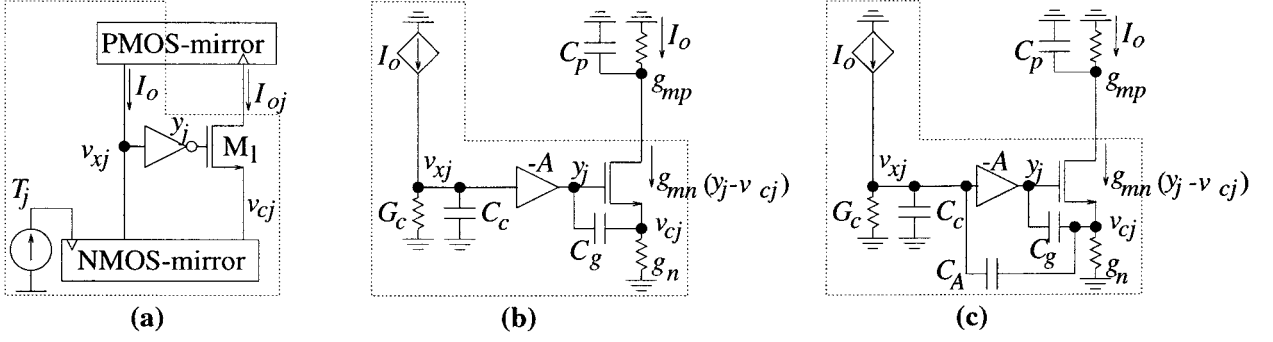 PMOS-mirror
I_o
I_oj
y_j
M_1
v_xj
T_j
v_cj
NMOS-mirror
(a)
I_o
C_p
I_o
g_mp
v_xj
-A
y_j
g_mn(y_j-v_cj)
G_c
C_c
C_g
v_cj
g_n
(b)
I_o
C_p
I_o
g_mp
v_xj
-A
y_j
g_mn(y_j-v_cj)
G_c
C_c
C_g
v_cj
C_A
g_n
(c)